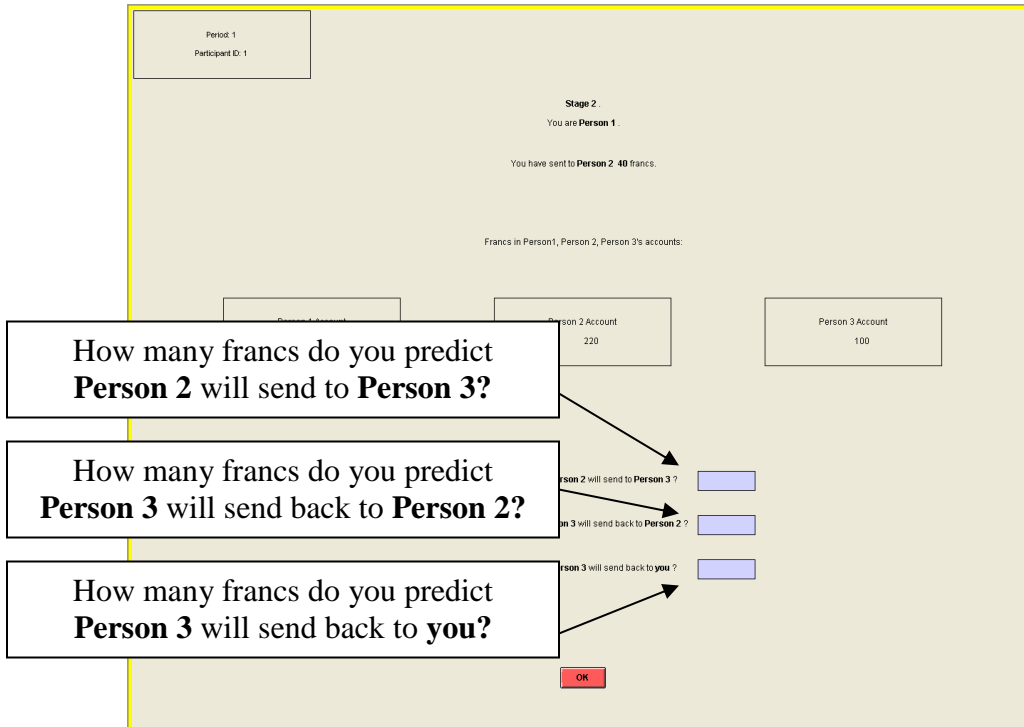 Period: 1
Participant ID: 1
Stage 2 .
You are Person 1 .
You have sent to Person 2 40 francs.
Francs in Person1, Person 2, Person 3's accounts:
Person 2 Account
220
Person 3 Account
100
How many francs do you predict
Person 2 will send to Person 3?
2 will send to Person 3 ?
How many francs do you predict
Person 3 will send back to Person 2?
3 will send back to Person 2 ?
How many francs do you predict
Person 3 will send back to you?
3 will send back to you ?
OK